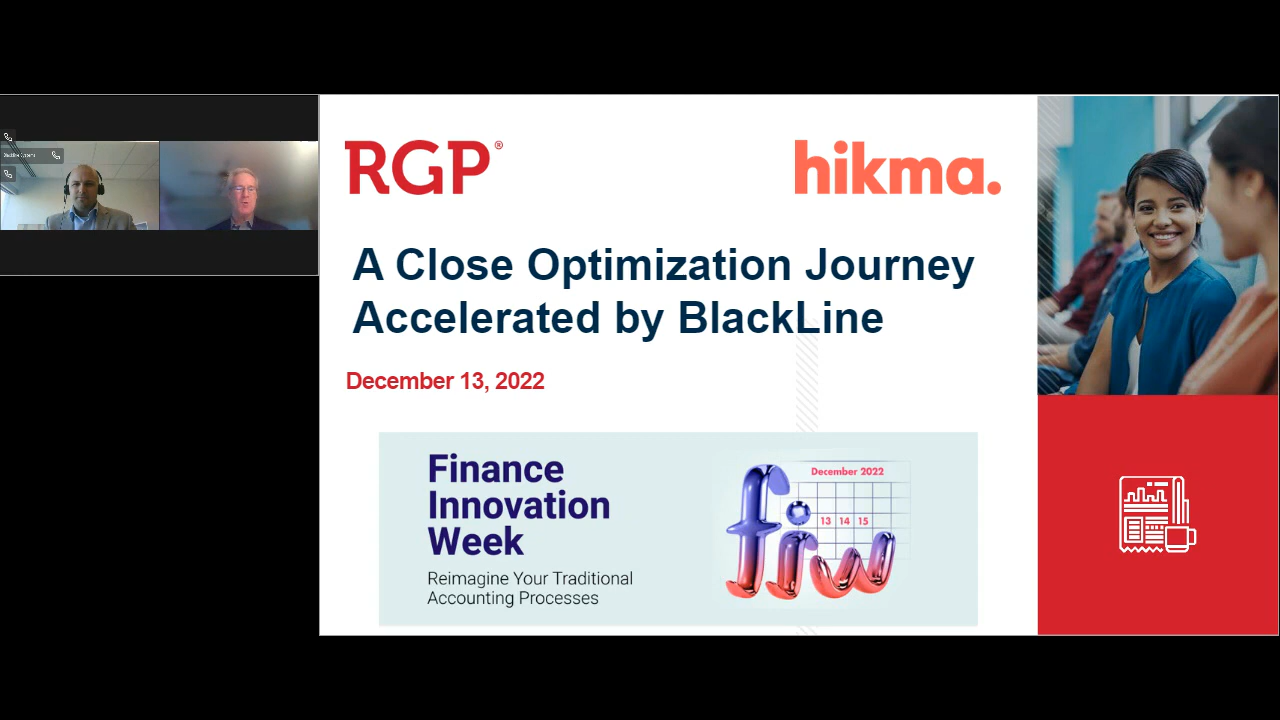 RGP®
hikma.
A Close Optimization Journey
Accelerated by BlackLine
December 13, 2022
Finance
Innovation
Week
Reimagine Your Traditional
Accounting Processes
December 2022
13 14 15
fiw